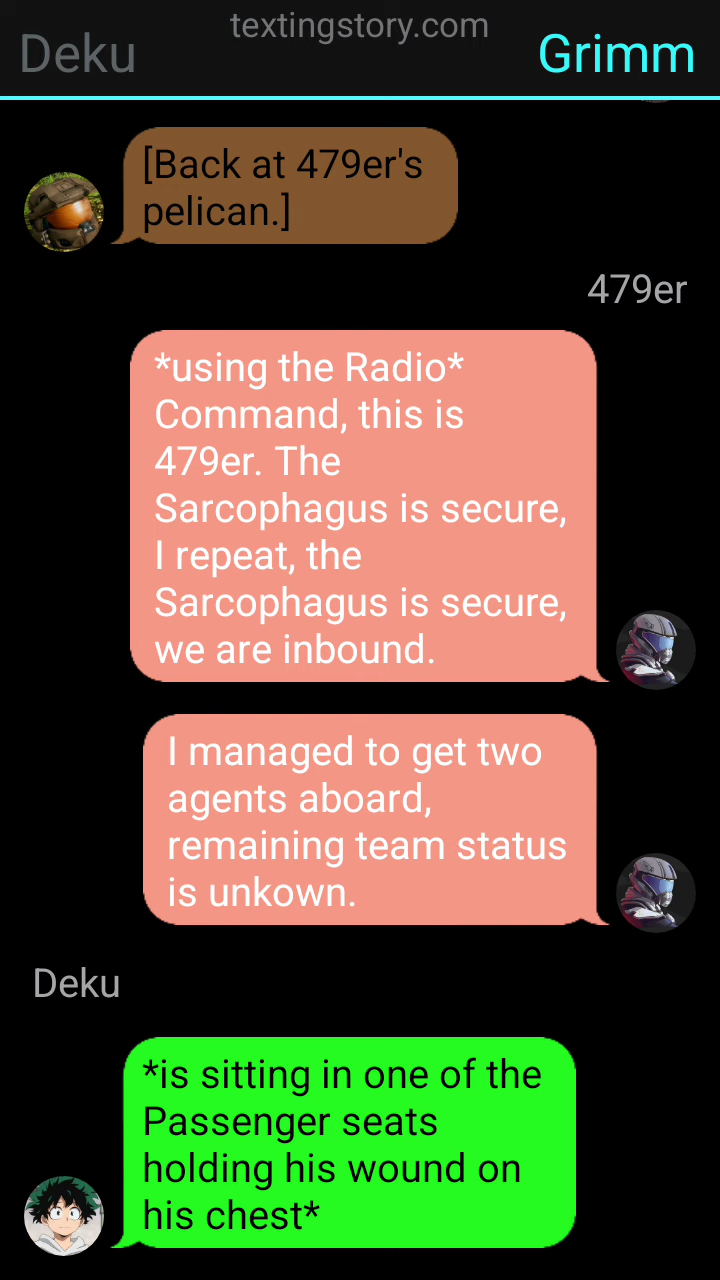 textingstory.com
Deku
Grimm
[Back at 479er's
pelican.]
479er
*using the Radio*
Command, this is
479er. The
Sarcophagus is secure,
I repeat, the
Sarcophagus is secure,
we are inbound.
I managed to get two
agents aboard,
remaining team status
is unkown.
Deku
*is sitting in one of the
Passenger seats
holding his wound on
his chest*